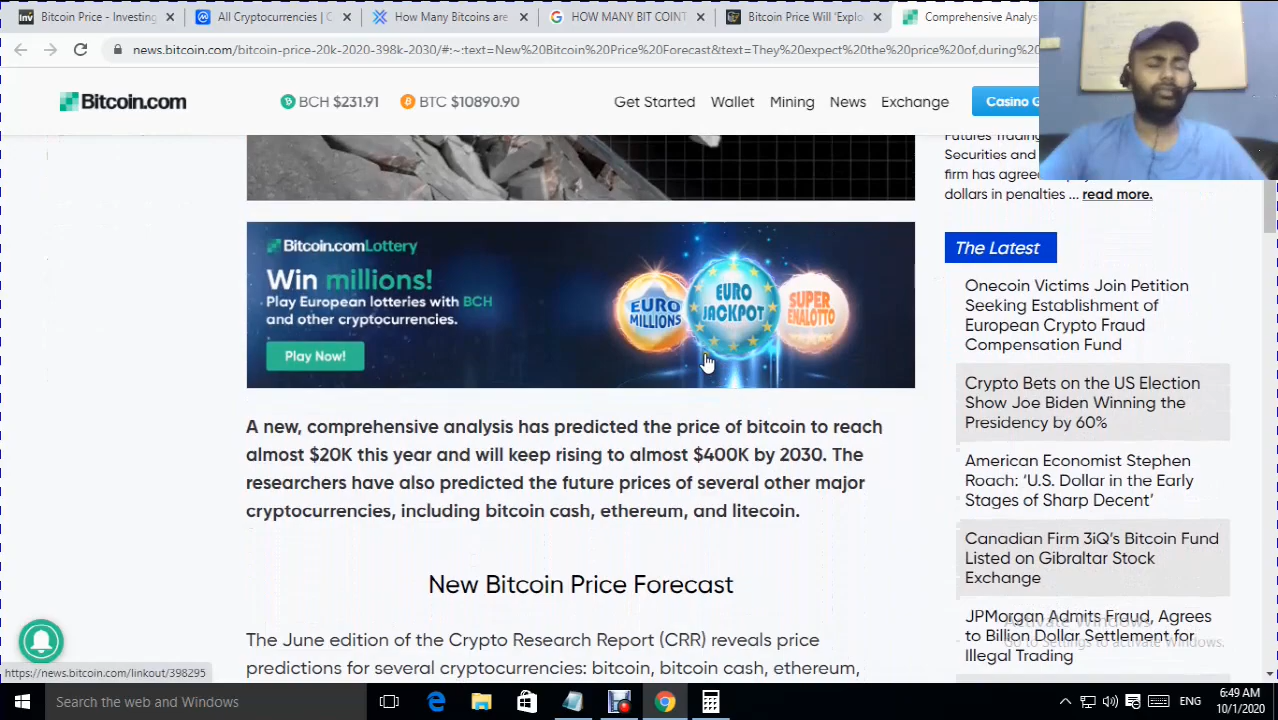 Bitcoin Price - Investing
All Cryptocurrencies | C
How Many Bitcoins are
HOW MANY BIT COINT
Bitcoin Price Will 'Explo
Comprehensive Analys
news.bitcoin.com/bitcoin-price-20k-2020-398k-2030/#:~:text=New%20Bitcoin%20Price%20Forecast&text=They%20expect%20the%20price%20of,during%20
Bitcoin.com
BCH $231.91
BTC $10890.90
Get Started Wallet Mining News Exchange
Casino G
Futures Trading
Securities and
firm has agree
dollars in penalties ... read more.
Bitcoin.comLottery
Win millions!
Play European lotteries with BCH
and other cryptocurrencies.
Play Now!
EURO
MILLIONS
EURO
JACKPOT
SUPER
ENALOTTO
The Latest
Onecoin Victims Join Petition
Seeking Establishment of
European Crypto Fraud
Compensation Fund
Crypto Bets on the US Election
Show Joe Biden Winning the
Presidency by 60%
American Economist Stephen
Roach: 'U.S. Dollar in the Early
Stages of Sharp Decent'
Canadian Firm 3iQ's Bitcoin Fund
Listed on Gibraltar Stock
Exchange
JPMorgan Admits Fraud, Agrees
to Billion Dollar Settlement for
Illegal Trading
A new, comprehensive analysis has predicted the price of bitcoin to reach
almost $20K this year and will keep rising to almost $400K by 2030. The
researchers have also predicted the future prices of several other major
cryptocurrencies, including bitcoin cash, ethereum, and litecoin.
New Bitcoin Price Forecast
The June edition of the Crypto Research Report (CRR) reveals price
predictions for several cryptocurrencies: bitcoin, bitcoin cash, ethereum,
Activate Windows
Go to Settings to activate Windows.
https://news.bitcoin.com/linkout/398295
Search the web and Windows
ENG
6:49 AM
10/1/2020